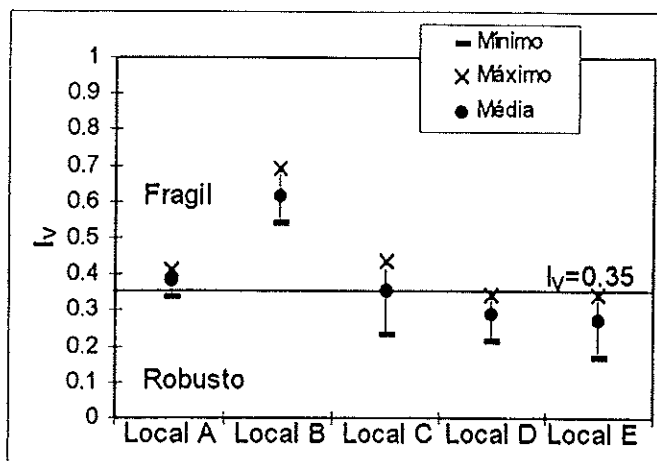 Mínimo
Máximo
Média
1
0.9
0.8
0.7
0.6
0.5
0.4
0.3
0.2
0.1
0
Iv
Fragil
Iv=0.35
Robusto
Local A Local B Local C Local D Local E